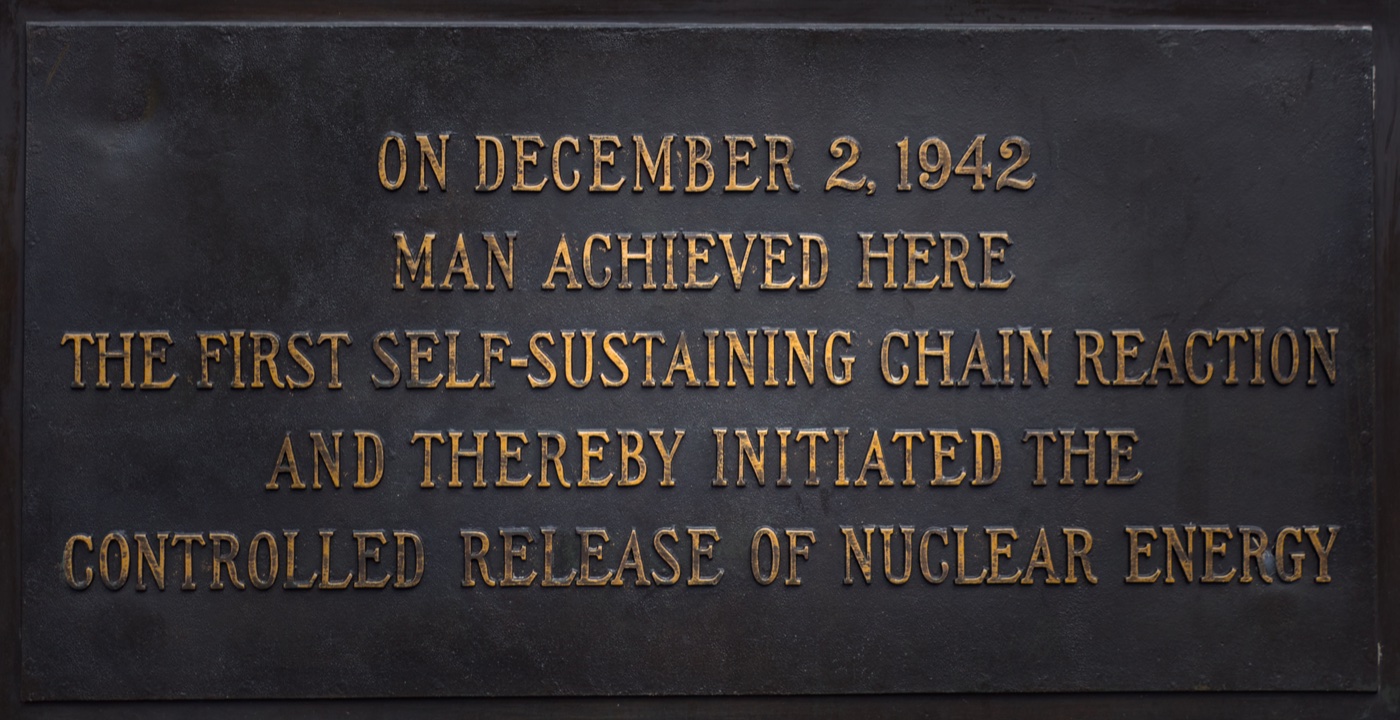 ON DECEMBER 2, 1942
MAN ACHIEVED HERE
THE FIRST SELF-SUSTAINING CHAIN REACTION
AND THEREBY INITIATED THE
CONTROLLED RELEASE OF NUCLEAR ENERGY